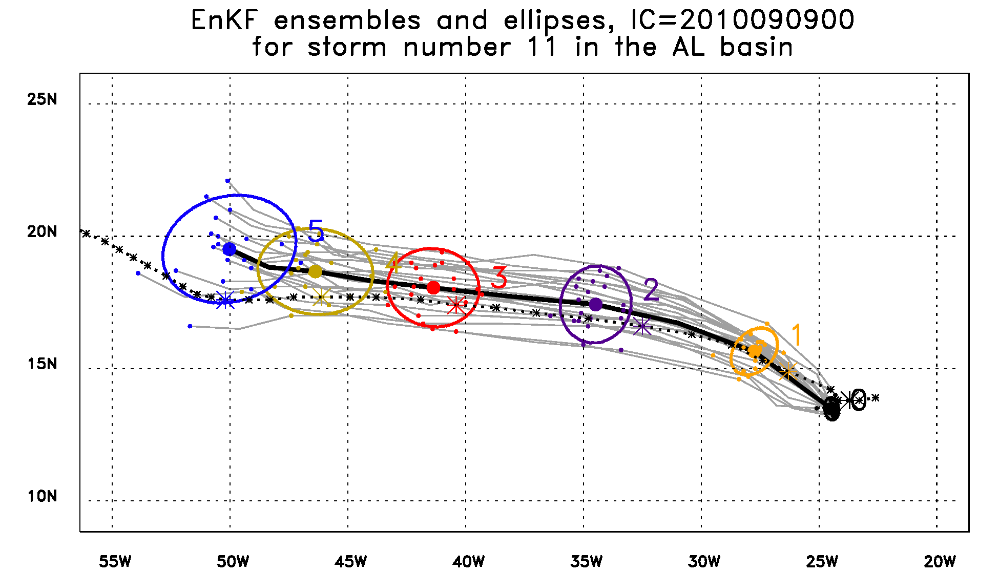 EnKF ensembles and ellipses, IC=2010090900
for storm number 11 in the AL basin
25N
20N
15N
10N
5
4
3
2
1
0
55W
50W
45W
40W
35W
30W
25W
20W